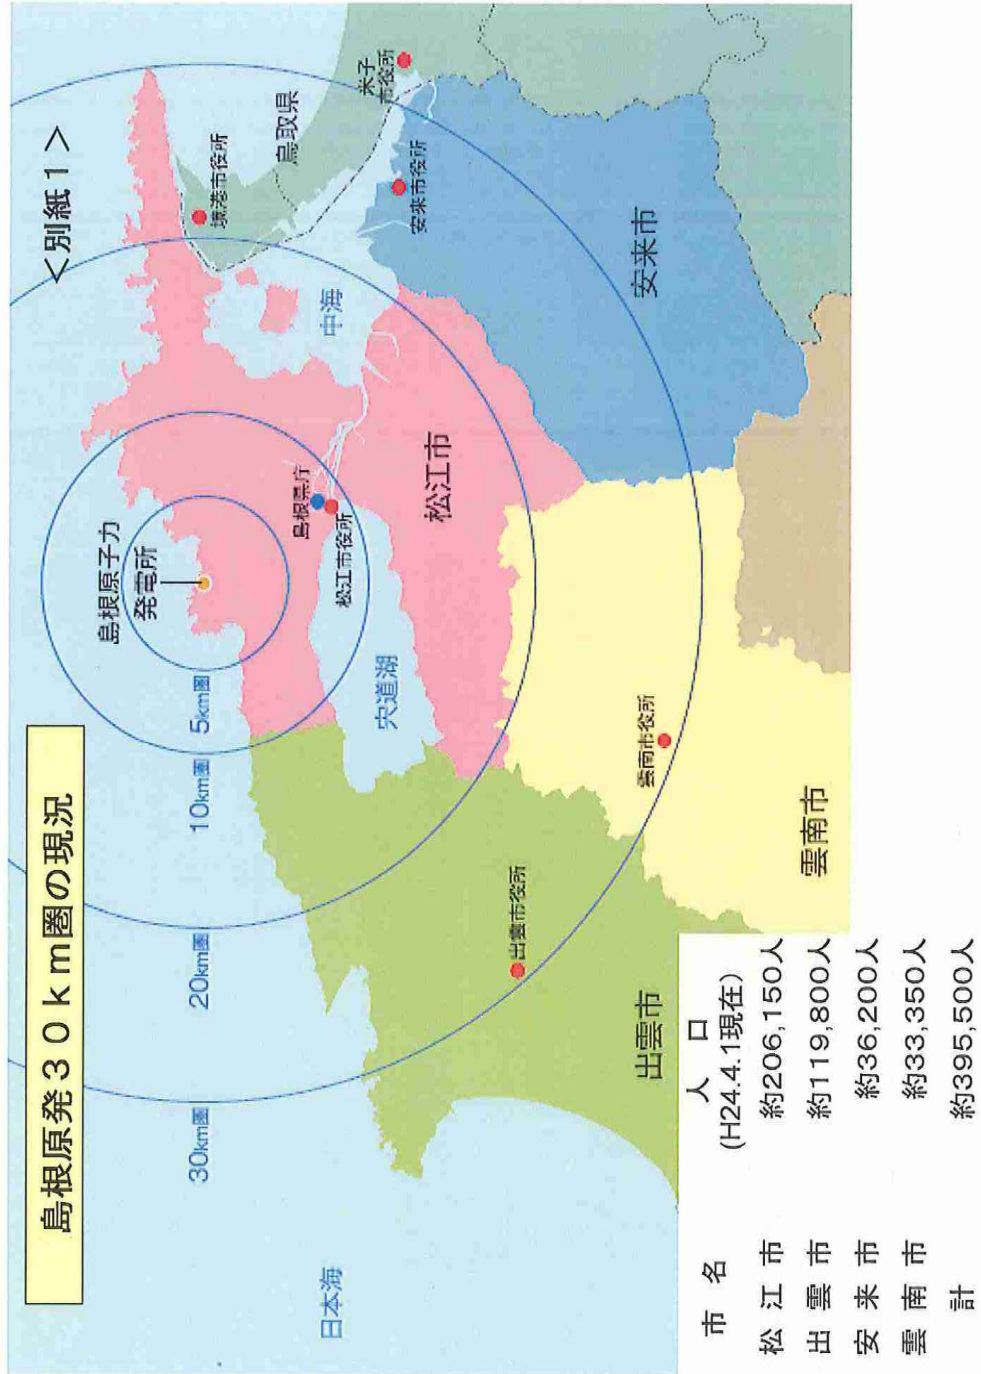 <別紙1>
島根原発30km圏の現況
島根原子力
発電所
5km圏
10km圏
20km圏
30km圏
日本海
島根県庁
松江市役所
宍道湖
中海
境港市役所
鳥取県
米子
市役所
安来市役所
松江市
安来市
出雲市役所
雲南市役所
出雲市
雲南市
市名 人口
(H24.4.1現在)
松江市 約206,150人
出雲市 約119,800人
安来市 約36,200人
雲南市 約33,350人
計 約395,500人